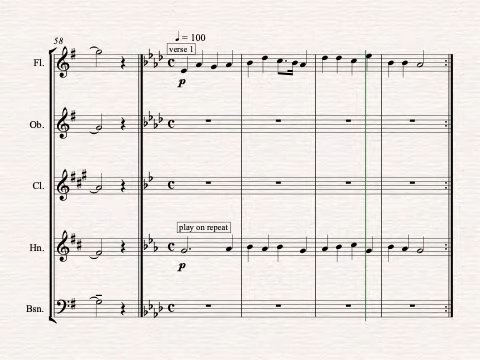 58
♩ = 100
verse 1
Fl.
p
Ob.
Cl.
play on repeat
Hn.
p
Bsn.